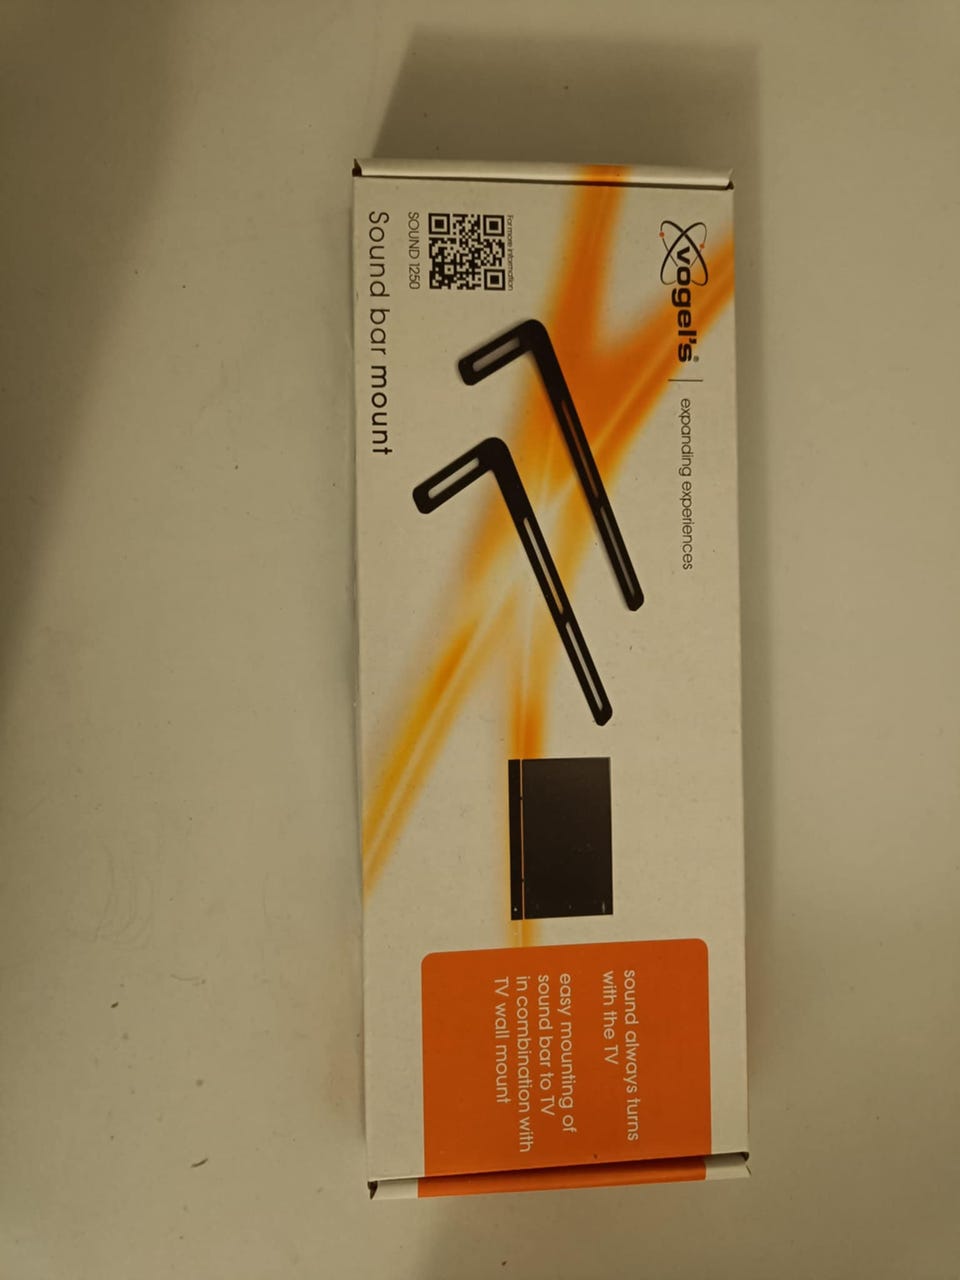 vogel's® | expanding experiences
For more information
SOUND 1250
Sound bar mount
sound always turns
with the TV
easy mounting of
sound bar to TV
in combination with
TV wall mount